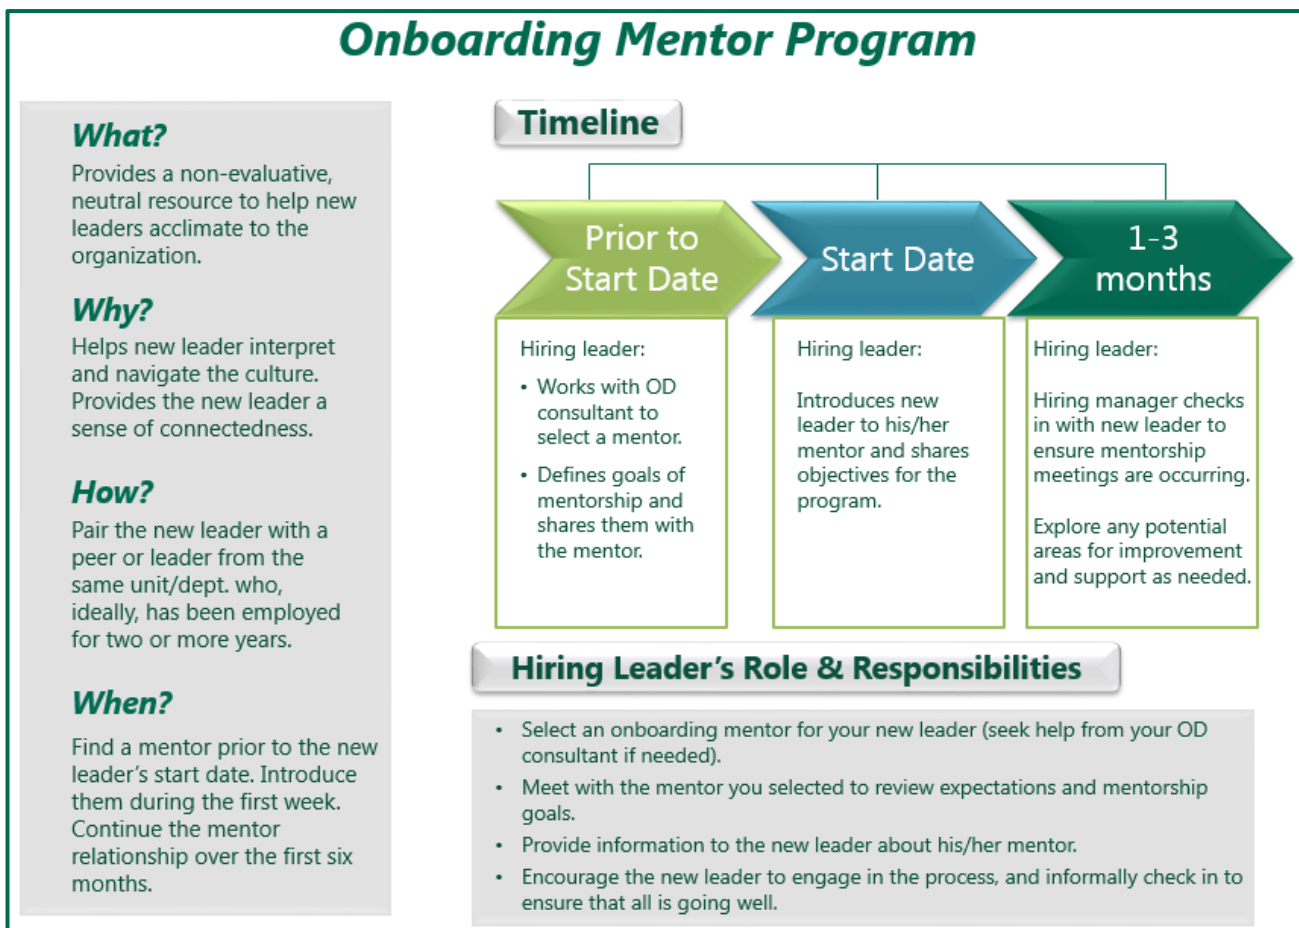 Onboarding Mentor Program
What?
Provides a non-evaluative,
neutral resource to help new
leaders acclimate to the
organization.
Why?
Helps new leader interpret
and navigate the culture.
Provides the new leader a
sense of connectedness.
How?
Pair the new leader with a
peer or leader from the
same unit/dept. who,
ideally, has been employed
for two or more years.
When?
Find a mentor prior to the new
leader's start date. Introduce
them during the first week.
Continue the mentor
relationship over the first six
months.
Timeline
Prior to
Start Date
Hiring leader:
• Works with OD
consultant to
select a mentor.
• Defines goals of
mentorship and
shares them with
the mentor.
Start Date
Hiring leader:
Introduces new
leader to his/her
mentor and shares
objectives for the
program.
1-3
months
Hiring leader:
Hiring manager checks
in with new leader to
ensure mentorship
meetings are occurring.
Explore any potential
areas for improvement
and support as needed.
Hiring Leader's Role & Responsibilities
• Select an onboarding mentor for your new leader (seek help from your OD
consultant if needed).
• Meet with the mentor you selected to review expectations and mentorship
goals.
• Provide information to the new leader about his/her mentor.
• Encourage the new leader to engage in the process, and informally check in to
ensure that all is going well.